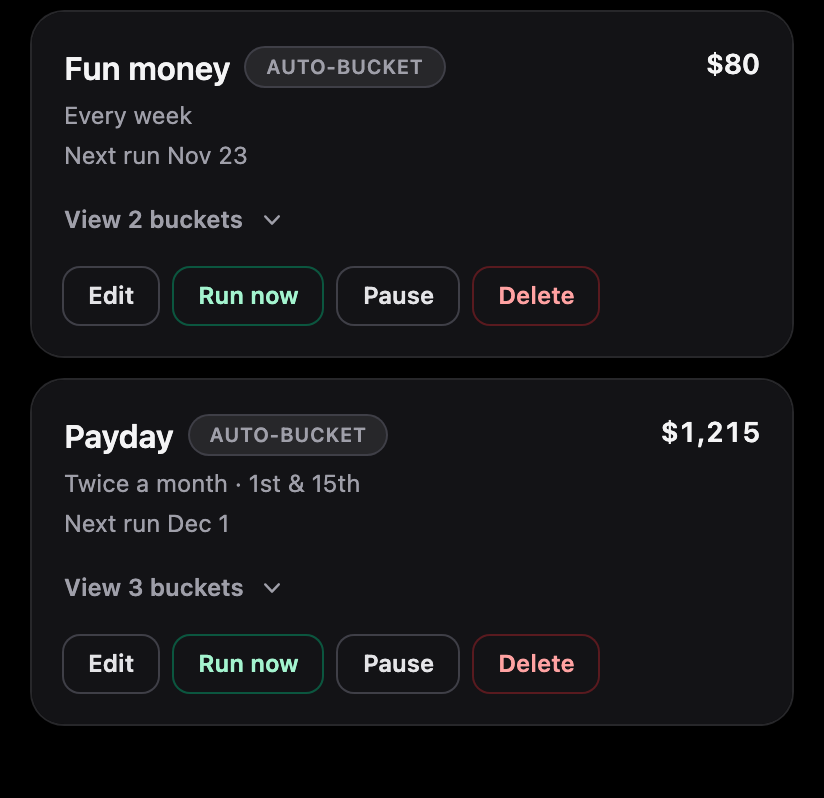 Fun money AUTO-BUCKET $80
Every week
Next run Nov 23
View 2 buckets
Edit Run now Pause Delete
Payday AUTO-BUCKET $1,215
Twice a month · 1st & 15th
Next run Dec 1
View 3 buckets
Edit Run now Pause Delete